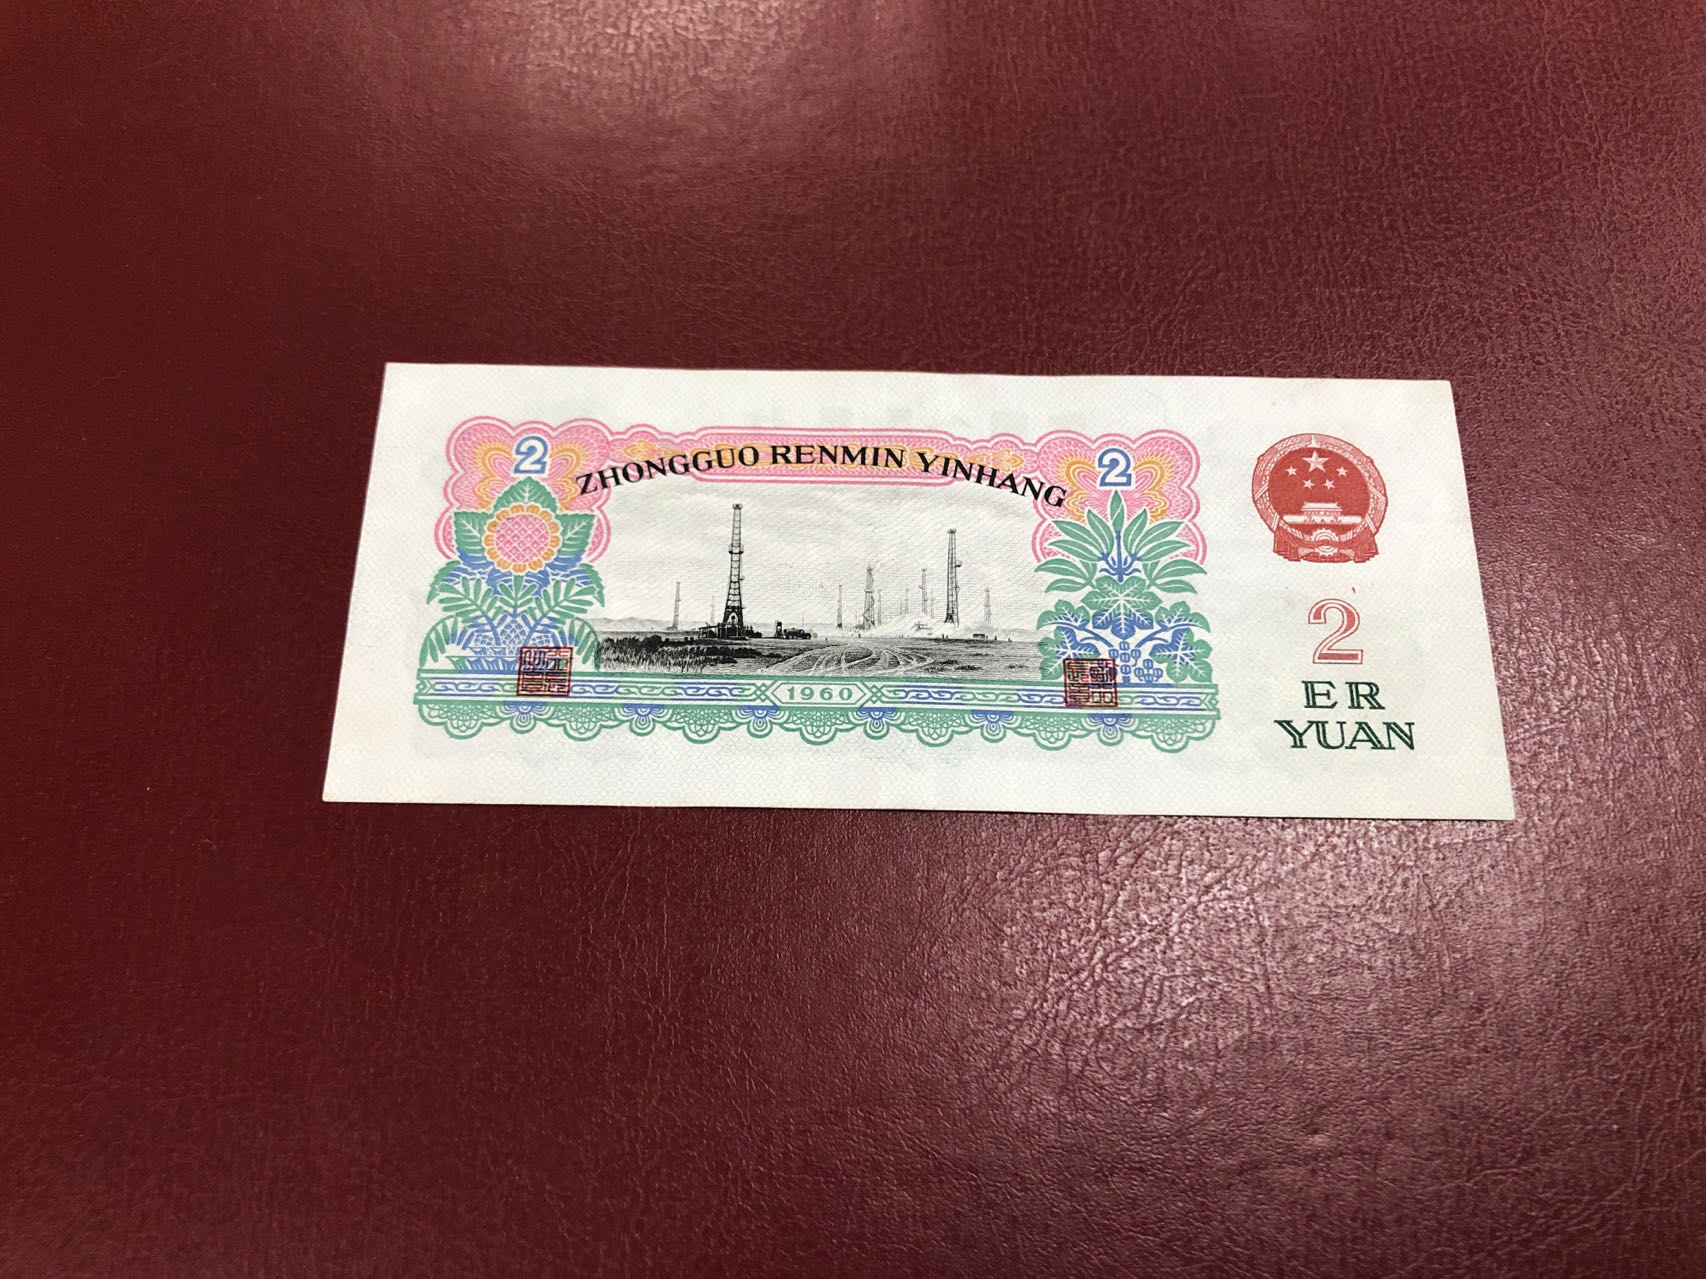 2
ZHONGGUO RENMIN YINHANG
2
1960
2
ER
YUAN